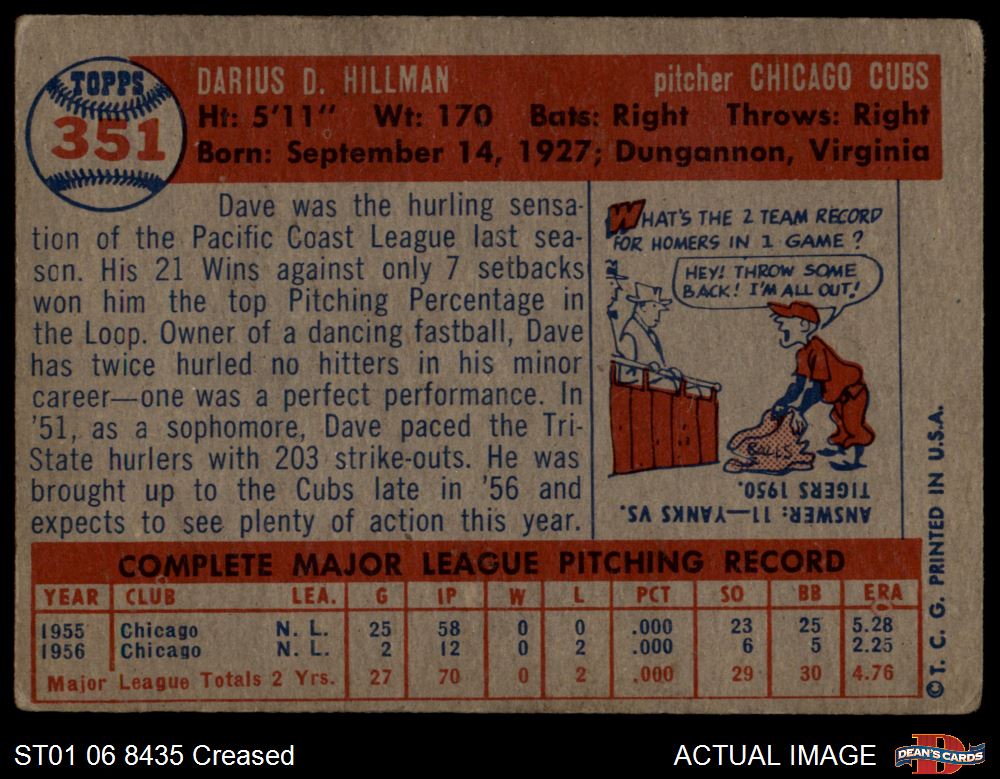 TOPPS
351
DARIUS D. HILLMAN pitcher CHICAGO CUBS
Ht: 5'11" Wt: 170 Bats: Right Throws: Right
Born: September 14, 1927; Dungannon, Virginia
Dave was the hurling sensa-
tion of the Pacific Coast League last sea-
son. His 21 Wins against only 7 setbacks
won him the top Pitching Percentage in
the Loop. Owner of a dancing fastball, Dave
has twice hurled no hitters in his minor
career—one was a perfect performance. In
'51, as a sophomore, Dave paced the Tri-
State hurlers with 203 strike-outs. He was
brought up to the Cubs late in '56 and
expects to see plenty of action this year.
WHAT'S THE 2 TEAM RECORD
FOR HOMERS IN 1 GAME?
HEY! THROW SOME
BACK! I'M ALL OUT!
BALLS
ANSWER: 11—YANKS VS.
TIGERS 1950.
COMPLETE MAJOR LEAGUE PITCHING RECORD
YEAR CLUB LEA. G IP W L PCT SO BB ERA
1955 Chicago N. L. 25 58 0 0 .000 23 25 5.28
1956 Chicago N. L. 2 12 0 2 .000 6 5 2.25
Major League Totals 2 Yrs. 27 70 0 2 .000 29 30 4.76
©T. C. G. PRINTED IN U.S.A.
ST01 06 8435 Creased ACTUAL IMAGE
DEAN'S CARDS